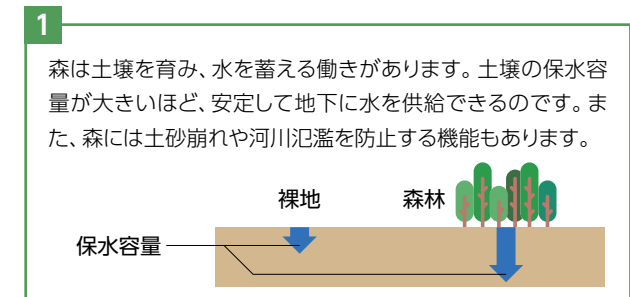 1
森は土壌を育み、水を蓄える働きがあります。土壌の保水容
量が大きいほど、安定して地下に水を供給できるのです。ま
た、森には土砂崩れや河川氾濫を防止する機能もあります。
裸地
森林
保水容量